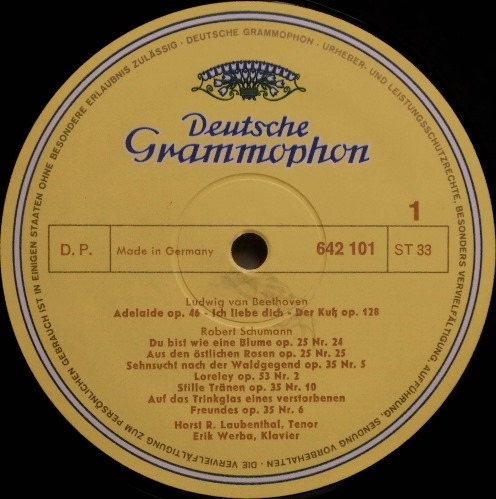 DIE VERVIELFÄLTIGUNG ZUM PERSÖNLICHEN GEBRAUCH IST IN EINIGEN STAATEN OHNE BESONDERE ERLAUBNIS ZULÄSSIG · DEUTSCHE GRAMMOPHON · URHEBER- UND LEISTUNGSSCHUTZRECHTE, BESONDERS VERVIELFÄLTIGUNG, AUFFÜHRUNG, SENDUNG VORBEHALTEN ·
Deutsche
Grammophon
1
D. P. Made in Germany 642 101 ST 33
Ludwig van Beethoven
Adelaide op. 46 - Ich liebe dich - Der Kuß op. 128
Robert Schumann
Du bist wie eine Blume op. 25 Nr. 24
Aus den östlichen Rosen op. 25 Nr. 25
Sehnsucht nach der Waldgegend op. 35 Nr. 5
Loreley op. 53 Nr. 2
Stille Tränen op. 35 Nr. 10
Auf das Trinkglas eines verstorbenen
Freundes op. 35 Nr. 6
Horst R. Laubenthal, Tenor
Erik Werba, Klavier